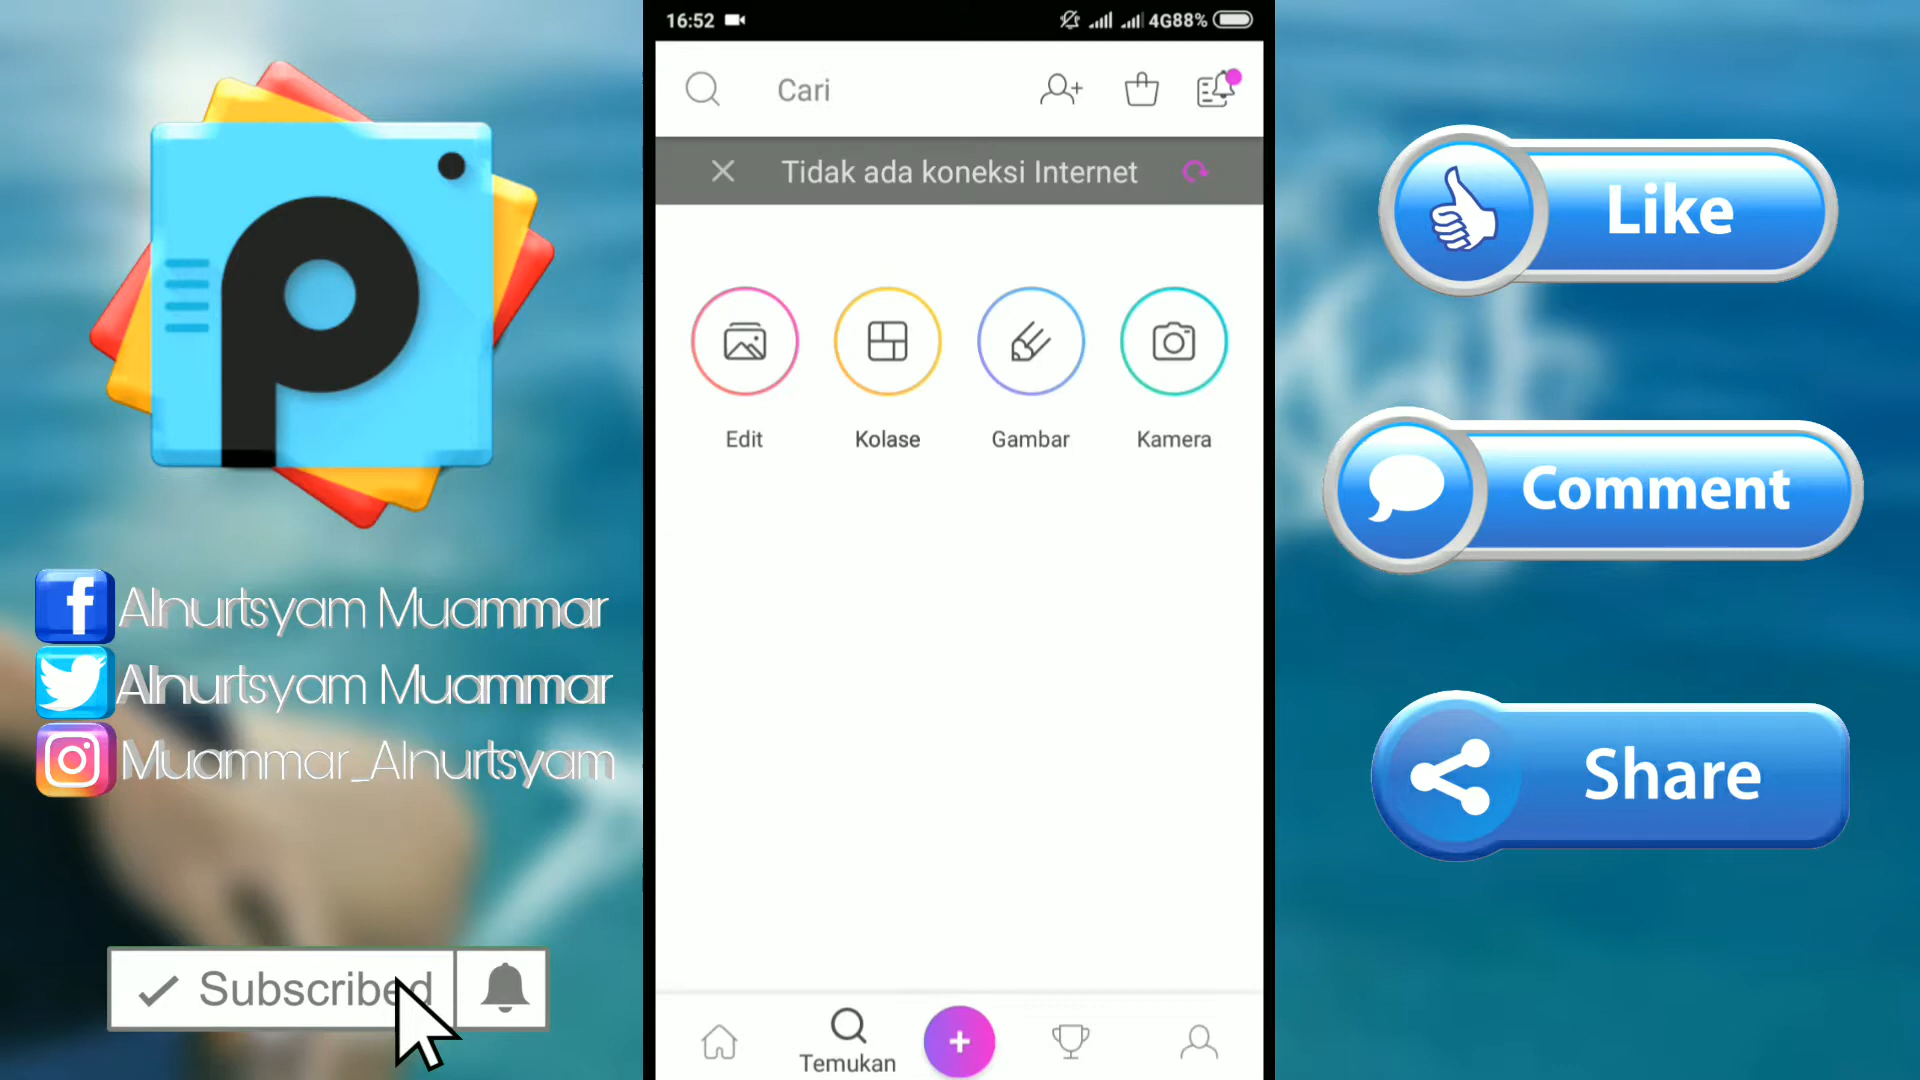 16:52
4G88%
Cari
Tidak ada koneksi Internet
Edit
Kolase
Gambar
Kamera
Temukan
Alnurtsyam Muammar
Alnurtsyam Muammar
Muammar_Alnurtsyam
Subscribed
Like
Comment
Share